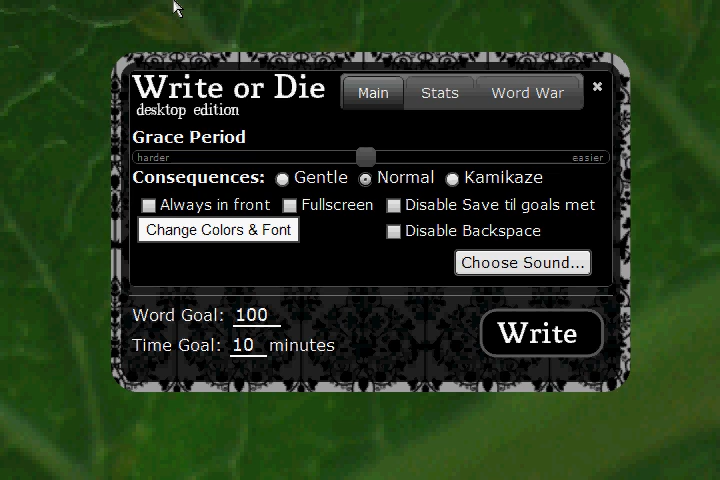 Write or Die
desktop edition
Main Stats Word War
Grace Period
harder easier
Consequences: Gentle Normal Kamikaze
Always in front Fullscreen Disable Save til goals met
Change Colors & Font Disable Backspace
Choose Sound...
Word Goal: 100
Time Goal: 10 minutes
Write